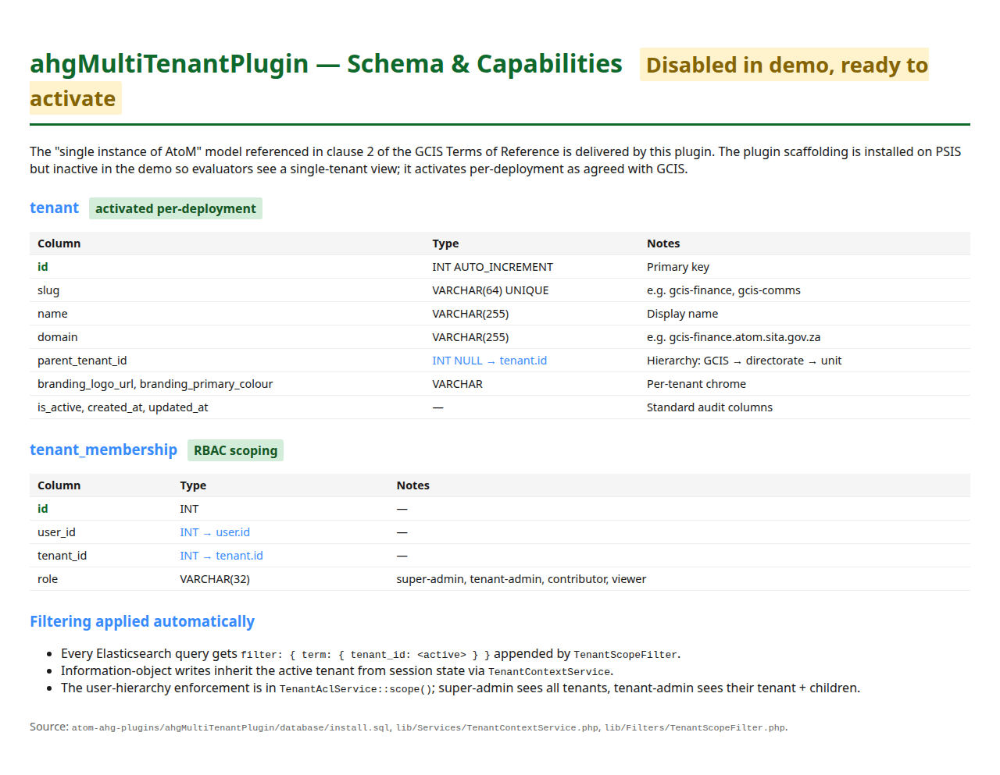 ahgMultiTenantPlugin — Schema & Capabilities Disabled in demo, ready to
activate
The "single instance of AtoM" model referenced in clause 2 of the GCIS Terms of Reference is delivered by this plugin. The plugin scaffolding is installed on PSIS
but inactive in the demo so evaluators see a single-tenant view; it activates per-deployment as agreed with GCIS.
tenant activated per-deployment
Column Type Notes
id INT AUTO_INCREMENT Primary key
slug VARCHAR(64) UNIQUE e.g. gcis-finance, gcis-comms
name VARCHAR(255) Display name
domain VARCHAR(255) e.g. gcis-finance.atom.sita.gov.za
parent_tenant_id INT NULL → tenant.id Hierarchy: GCIS → directorate → unit
branding_logo_url, branding_primary_colour VARCHAR Per-tenant chrome
is_active, created_at, updated_at — Standard audit columns
tenant_membership RBAC scoping
Column Type Notes
id INT —
user_id INT → user.id —
tenant_id INT → tenant.id —
role VARCHAR(32) super-admin, tenant-admin, contributor, viewer
Filtering applied automatically
• Every Elasticsearch query gets filter: { term: { tenant_id: <active> } } appended by TenantScopeFilter.
• Information-object writes inherit the active tenant from session state via TenantContextService.
• The user-hierarchy enforcement is in TenantAclService::scope(); super-admin sees all tenants, tenant-admin sees their tenant + children.
Source: atom-ahg-plugins/ahgMultiTenantPlugin/database/install.sql, lib/Services/TenantContextService.php, lib/Filters/TenantScopeFilter.php.